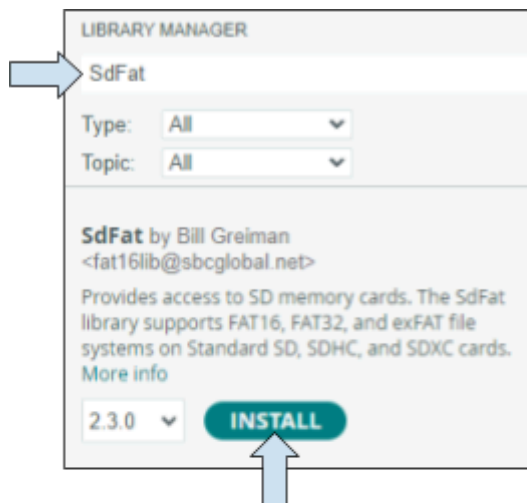 LIBRARY MANAGER
SdFat
Type: All
Topic: All
SdFat by Bill Greiman
<fat16lib@sbcglobal.net>
Provides access to SD memory cards. The SdFat
library supports FAT16, FAT32, and exFAT file
systems on Standard SD, SDHC, and SDXC cards.
More info
2.3.0 INSTALL